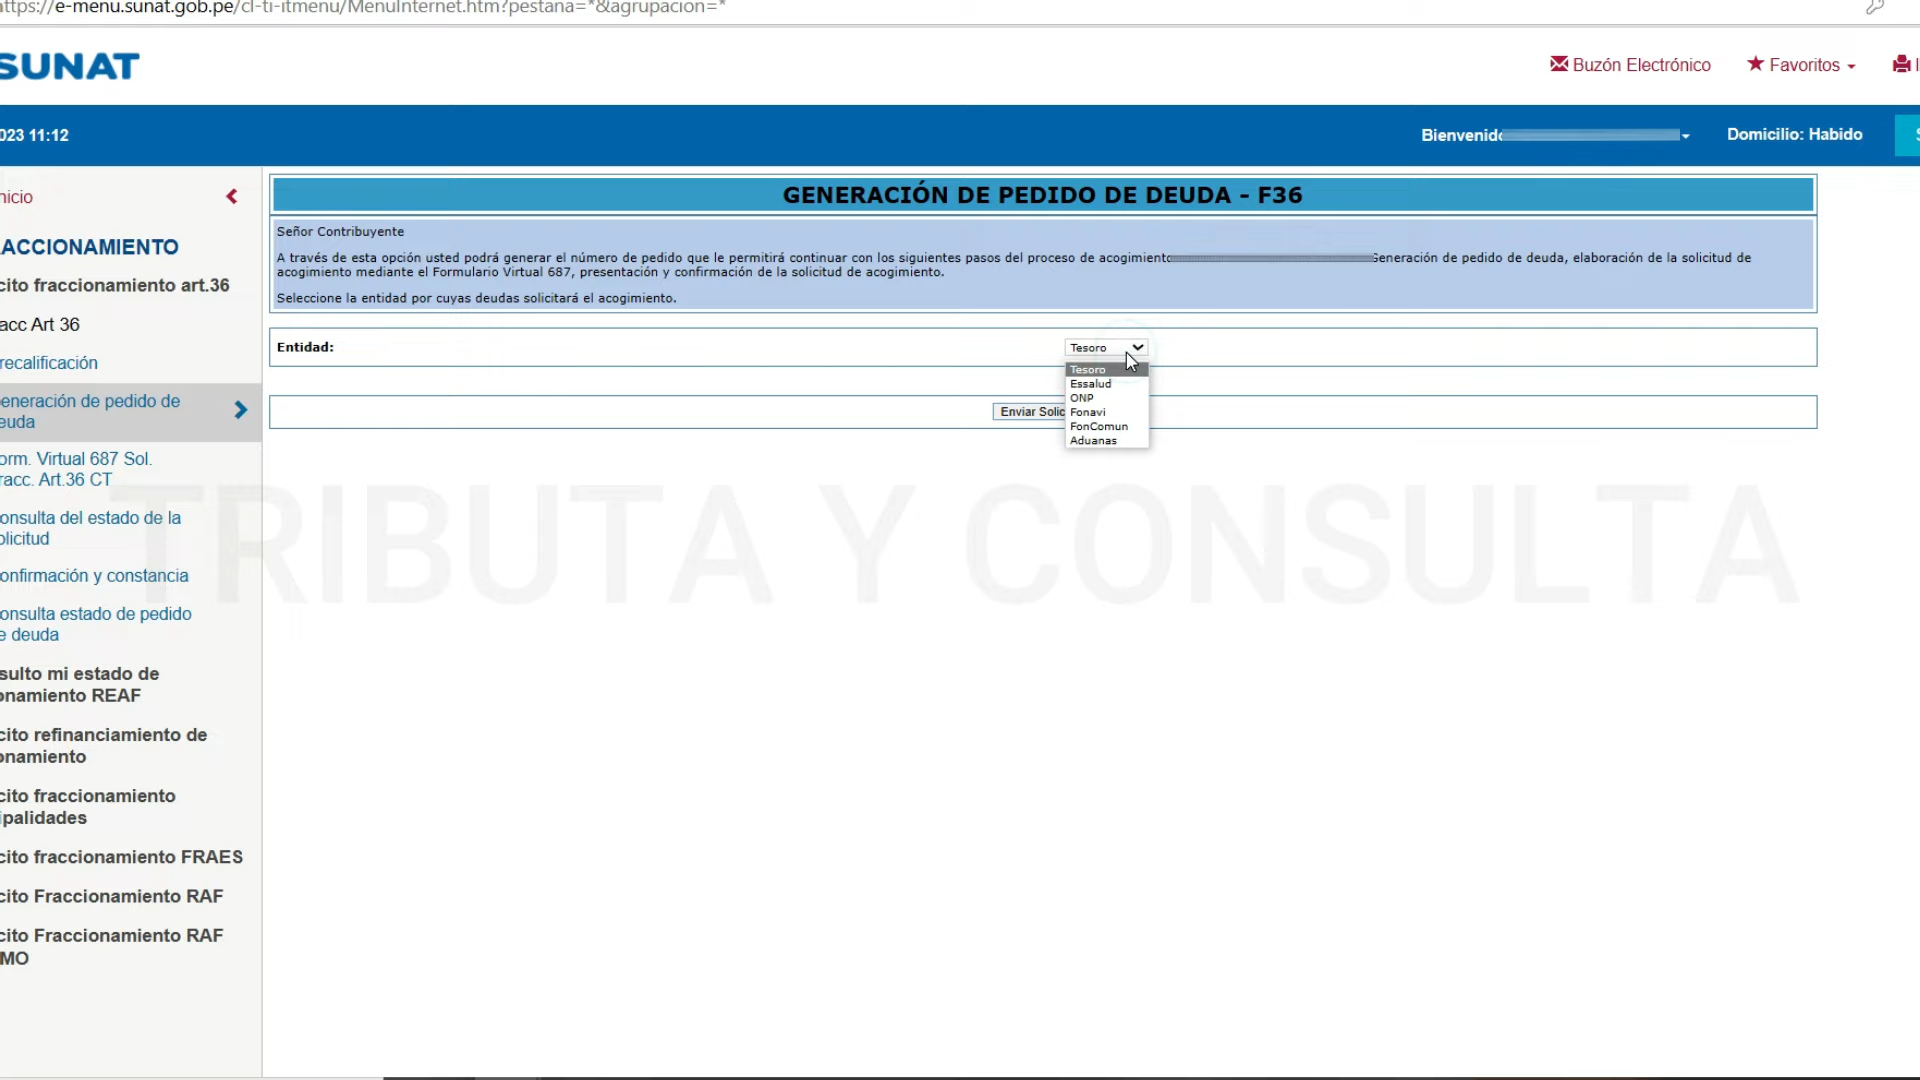 https://e-menu.sunat.gob.pe/cl-ti-itmenu/MenuInternet.htm?pestana=*&agrupacion=*
SUNAT
Buzón Electrónico
Favoritos
023 11:12
Bienvenido
Domicilio: Habido
nicio
ACCIONAMIENTO
cito fraccionamiento art.36
acc Art 36
recalificación
eneración de pedido de
euda
orm. Virtual 687 Sol.
racc. Art.36 CT
onsulta del estado de la
olicitud
onfirmación y constancia
onsulta estado de pedido
e deuda
sulto mi estado de
onamiento REAF
cito refinanciamiento de
onamiento
cito fraccionamiento
ipalidades
cito fraccionamiento FRAES
cito Fraccionamiento RAF
cito Fraccionamiento RAF
MO
GENERACIÓN DE PEDIDO DE DEUDA - F36
Señor Contribuyente
A través de esta opción usted podrá generar el número de pedido que le permitirá continuar con los siguientes pasos del proceso de acogimiento Generación de pedido de deuda, elaboración de la solicitud de
acogimiento mediante el Formulario Virtual 687, presentación y confirmación de la solicitud de acogimiento.
Seleccione la entidad por cuyas deudas solicitará el acogimiento.
Entidad:
Tesoro
Tesoro
Essalud
ONP
Fonavi
FonComun
Aduanas
Enviar Solic
TRIBUTA Y CONSULTA